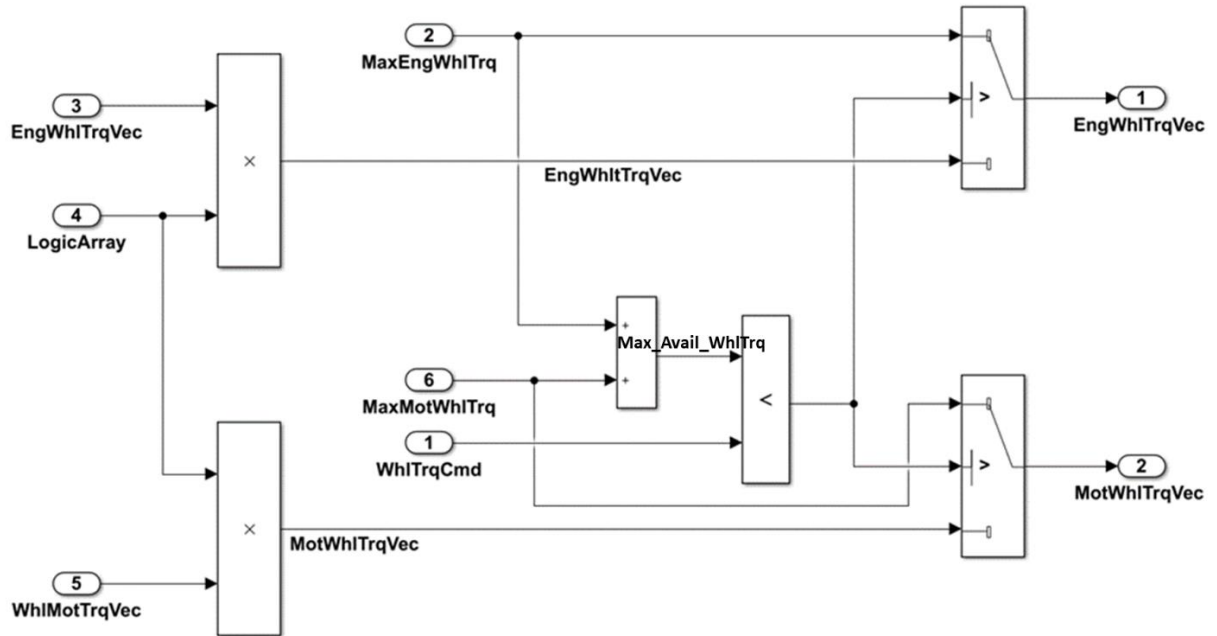 2
MaxEngWhlTrq
3
EngWhlTrqVec
×
>
1
EngWhlTrqVec
EngWhltTrqVec
4
LogicArray
+
Max_Avail_WhlTrq
+
6
MaxMotWhlTrq
<
1
WhlTrqCmd
>
2
MotWhlTrqVec
×
MotWhlTrqVec
5
WhlMotTrqVec